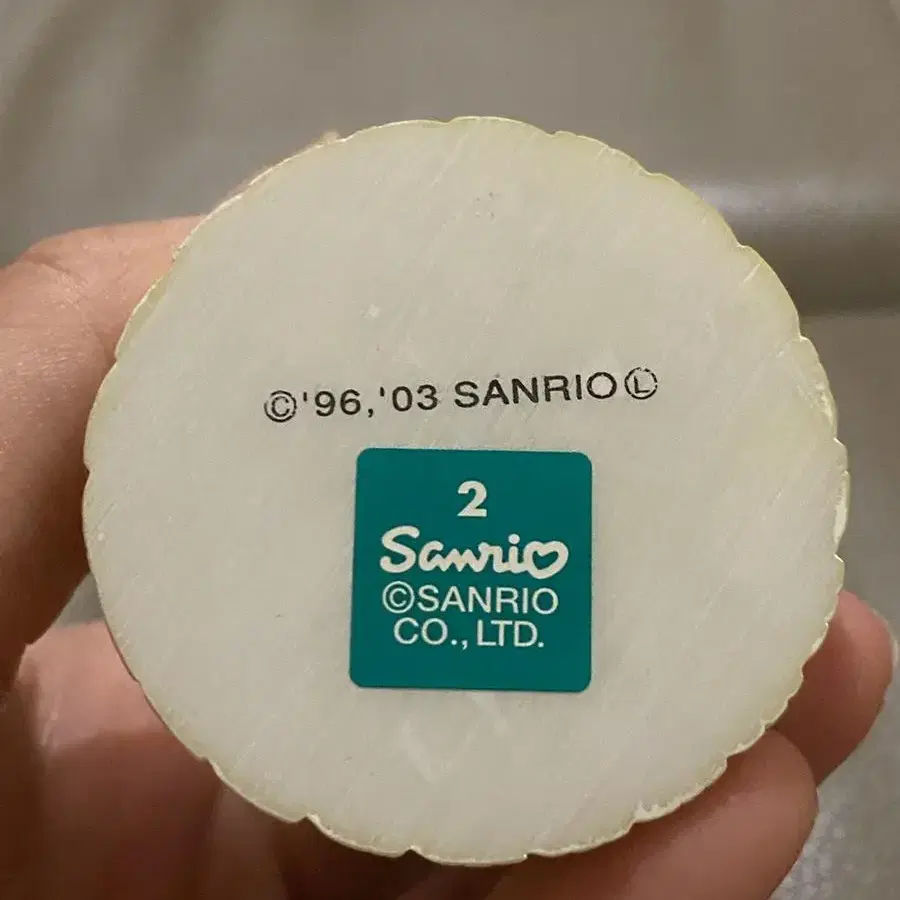 ©'96,'03 SANRIO Ⓛ
2
Sanrio
©SANRIO
CO., LTD.